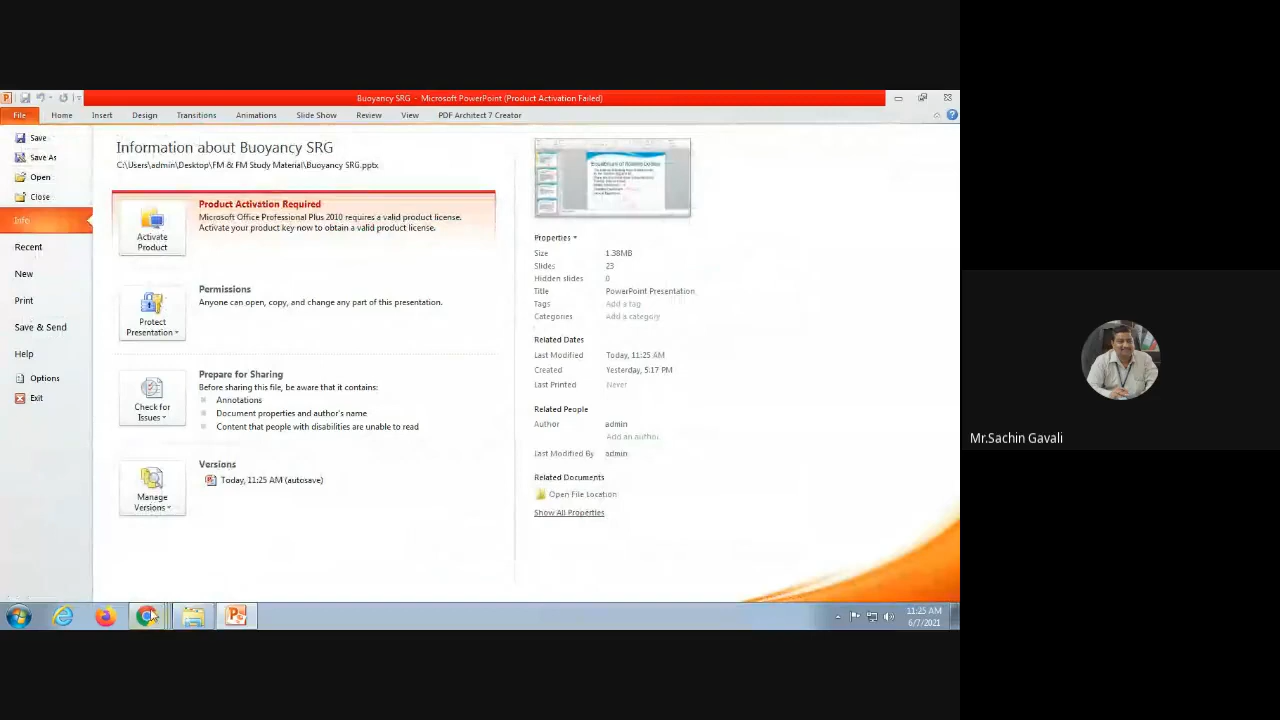 Buoyancy SRG - Microsoft PowerPoint (Product Activation Failed)
File Home Insert Design Transitions Animations Slide Show Review View PDF Architect 7 Creator
Save
Save As
Open
Close
Info
Recent
New
Print
Save & Send
Help
Options
Exit
Information about Buoyancy SRG
C:\Users\admin\Desktop\FM & FM Study Material\Buoyancy SRG.pptx
Activate
Product
Product Activation Required
Microsoft Office Professional Plus 2010 requires a valid product license.
Activate your product key now to obtain a valid product license.
Protect
Presentation
Permissions
Anyone can open, copy, and change any part of this presentation.
Check for
Issues
Prepare for Sharing
Before sharing this file, be aware that it contains:
Annotations
Document properties and author's name
Content that people with disabilities are unable to read
Manage
Versions
Versions
Today, 11:25 AM (autosave)
Properties
Size 1.38MB
Slides 23
Hidden slides 0
Title PowerPoint Presentation
Tags Add a tag
Categories Add a category
Related Dates
Last Modified Today, 11:25 AM
Created Yesterday, 5:17 PM
Last Printed Never
Related People
Author admin
Add an author
Last Modified By admin
Related Documents
Open File Location
Show All Properties
11:25 AM
6/7/2021
Mr.Sachin Gavali